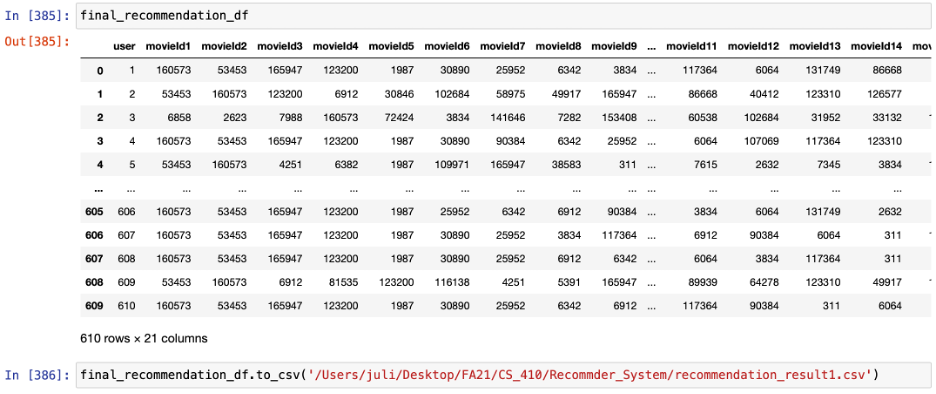 In [385]: final_recommendation_df
Out[385]:
user movieId1 movieId2 movieId3 movieId4 movieId5 movieId6 movieId7 movieId8 movieId9 ... movieId11 movieId12 movieId13 movieId14
0 1 160573 53453 165947 123200 1987 30890 25952 6342 3834 ... 117364 6064 131749 86668
1 2 53453 160573 123200 6912 30846 102684 58975 49917 165947 ... 86668 40412 123310 126577
2 3 6858 2623 7988 160573 72424 3834 141646 7282 153408 ... 60538 102684 31952 33132
3 4 160573 53453 165947 123200 1987 30890 90384 6342 25952 ... 6064 107069 117364 123310
4 5 53453 160573 4251 6382 1987 109971 165947 38583 311 ... 7615 2632 7345 3834
... ... ... ... ... ... ... ... ... ... ... ... ... ... ... ...
605 606 160573 53453 165947 123200 1987 25952 6342 6912 90384 ... 3834 6064 131749 2632
606 607 160573 53453 165947 123200 1987 30890 25952 3834 117364 ... 6912 90384 6064 311
607 608 160573 53453 165947 123200 1987 30890 25952 6912 6342 ... 6064 3834 117364 311
608 609 53453 160573 6912 81535 123200 116138 4251 5391 165947 ... 89939 64278 123310 49917
609 610 160573 53453 165947 123200 1987 30890 25952 6342 6912 ... 117364 90384 311 6064
610 rows × 21 columns
In [386]: final_recommendation_df.to_csv('/Users/juli/Desktop/FA21/CS_410/Recommder_System/recommendation_result1.csv')